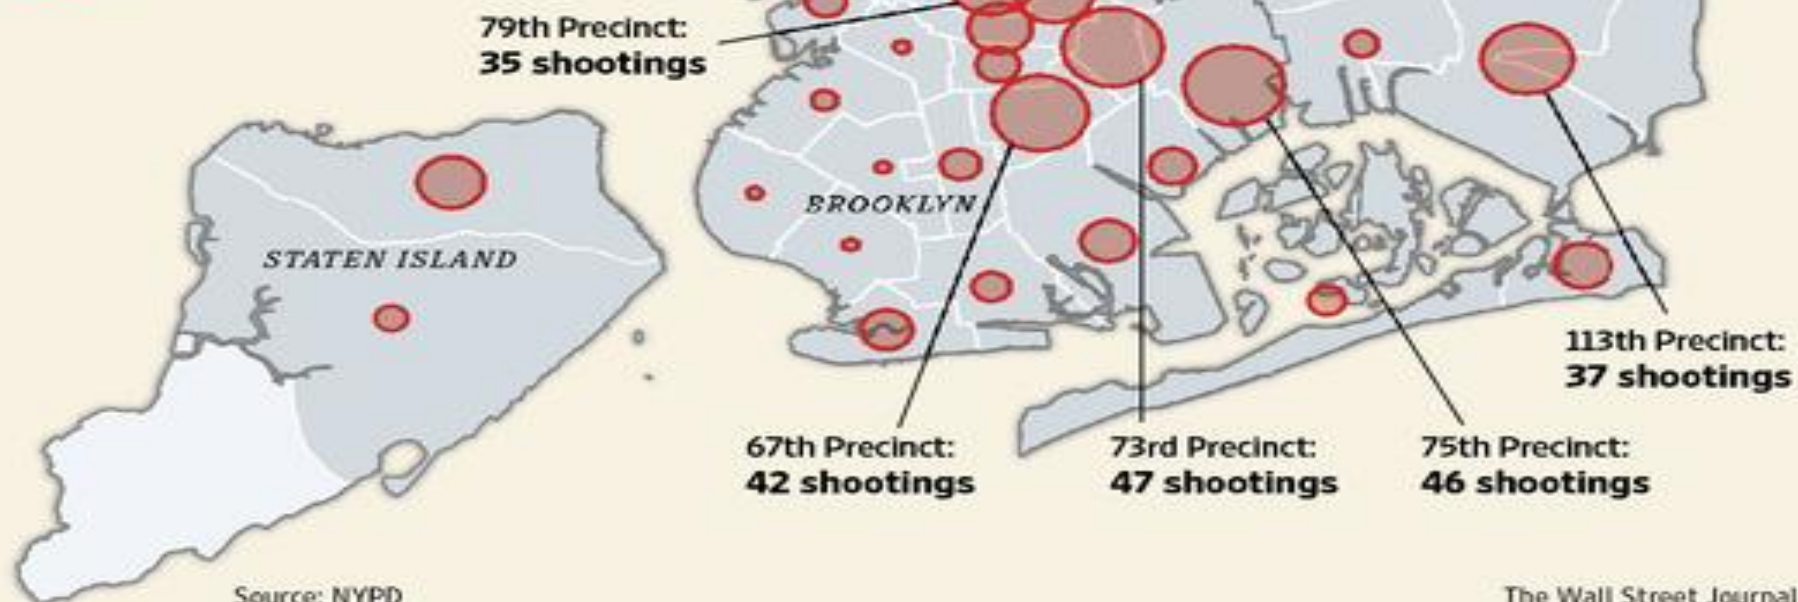 79th Precinct:
35 shootings
BROOKLYN
STATEN ISLAND
113th Precinct:
37 shootings
67th Precinct:
42 shootings
73rd Precinct:
47 shootings
75th Precinct:
46 shootings
Source: NYPD
The Wall Street Journal